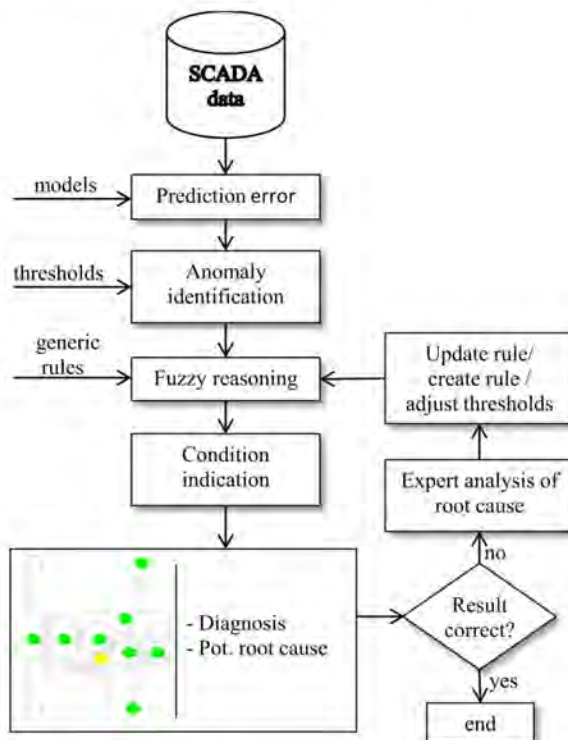 SCADA
data
models
Prediction error
thresholds
Anomaly
identification
generic
rules
Fuzzy reasoning
Update rule/
create rule /
adjust thresholds
Condition
indication
Expert analysis of
root cause
no
- Diagnosis
- Pot. root cause
Result
correct?
yes
end